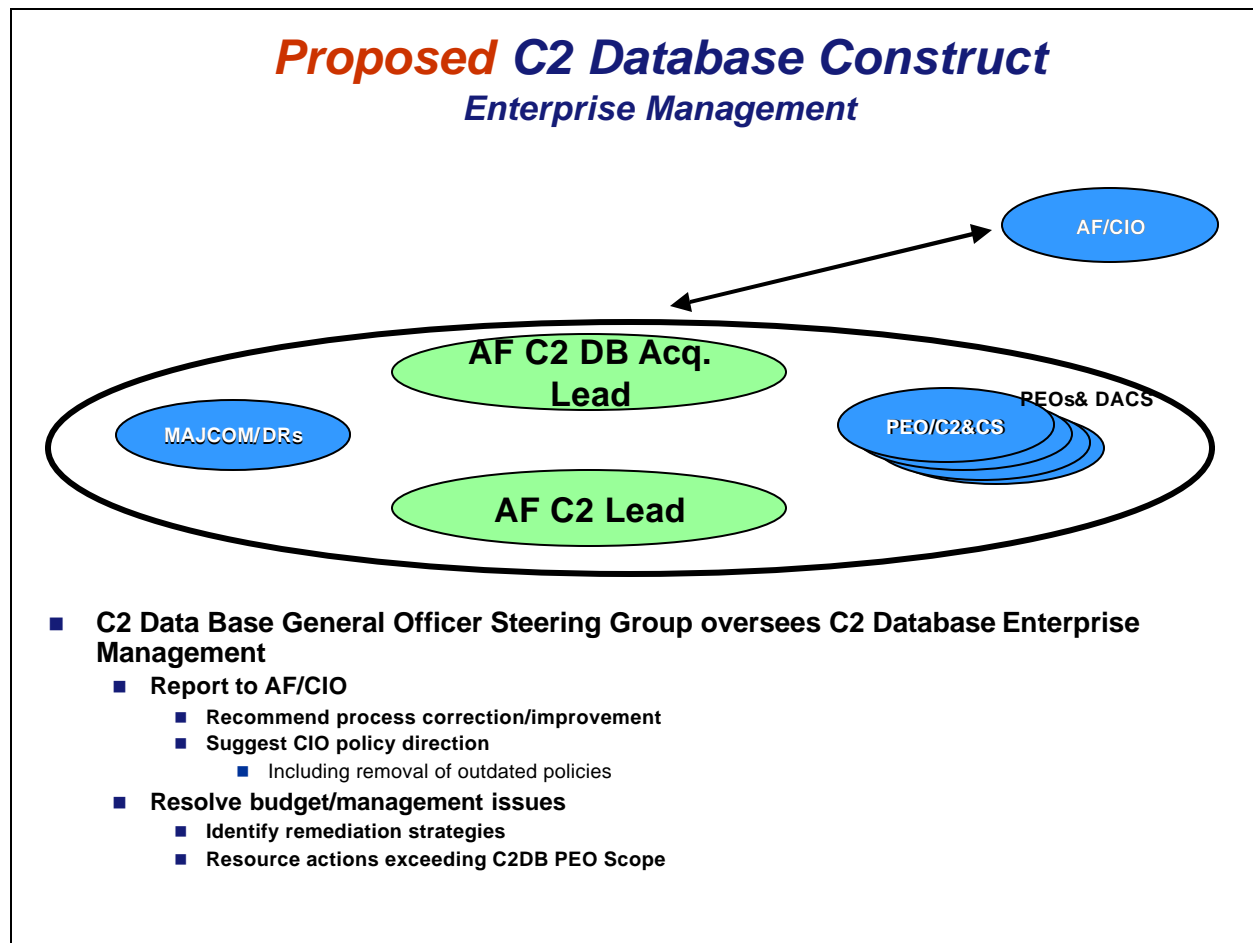 Proposed C2 Database Construct
Enterprise Management
AF/CIO
AF C2 DB Acq.
Lead
PEOs& DACS
MAJCOM/DRs
PEO/C2&CS
AF C2 Lead
C2 Data Base General Officer Steering Group oversees C2 Database Enterprise
Management
Report to AF/CIO
Recommend process correction/improvement
Suggest CIO policy direction
Including removal of outdated policies
Resolve budget/management issues
Identify remediation strategies
Resource actions exceeding C2DB PEO Scope